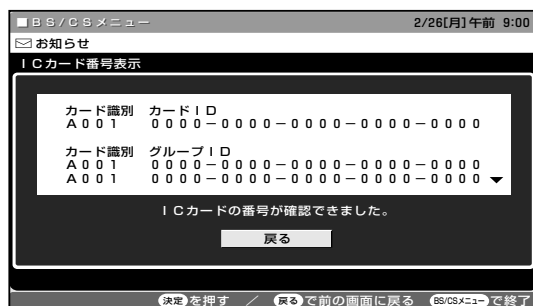 ■BS/CSメニュー 2/26[月]午前 9:00
お知らせ
ICカード番号表示
カード識別 カードID
A001 0000-0000-0000-0000-0000
カード識別 グループID
A001 0000-0000-0000-0000-0000
A001 0000-0000-0000-0000-0000
ICカードの番号が確認できました。
戻る
決定を押す / 戻るで前の画面に戻る BS/CSメニューで終了